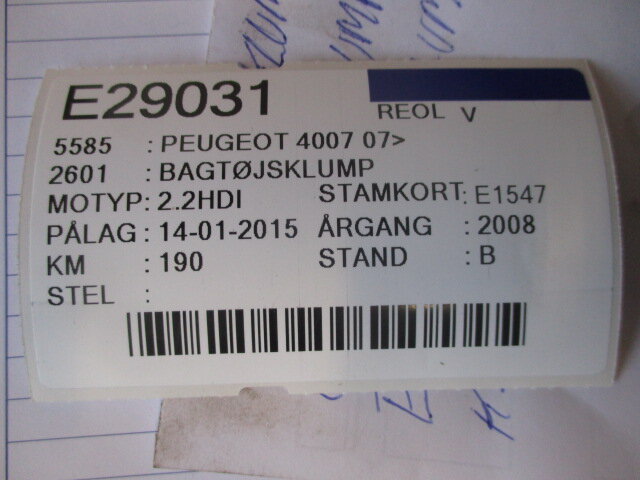 E29031
REOL V
5585 : PEUGEOT 4007 07>
2601 : BAGTØJSKLUMP
MOTYP: 2.2HDI STAMKORT: E1547
PÅLAG : 14-01-2015 ÅRGANG : 2008
KM : 190 STAND : B
STEL :